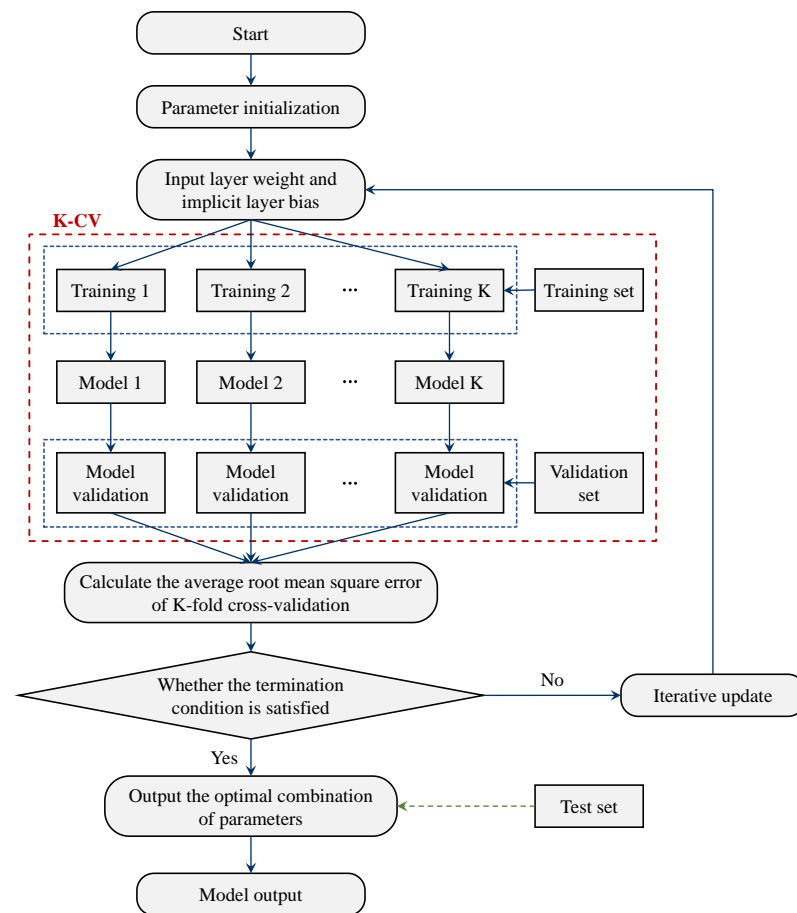 Start
Parameter initialization
Input layer weight and
implicit layer bias
K-CV
Training 1
Training 2
...
Training K
Training set
Model 1
Model 2
...
Model K
Model
validation
Model
validation
...
Model
validation
Validation
set
Calculate the average root mean square error
of K-fold cross-validation
Whether the termination
condition is satisfied
No
Iterative update
Yes
Output the optimal combination
of parameters
Test set
Model output